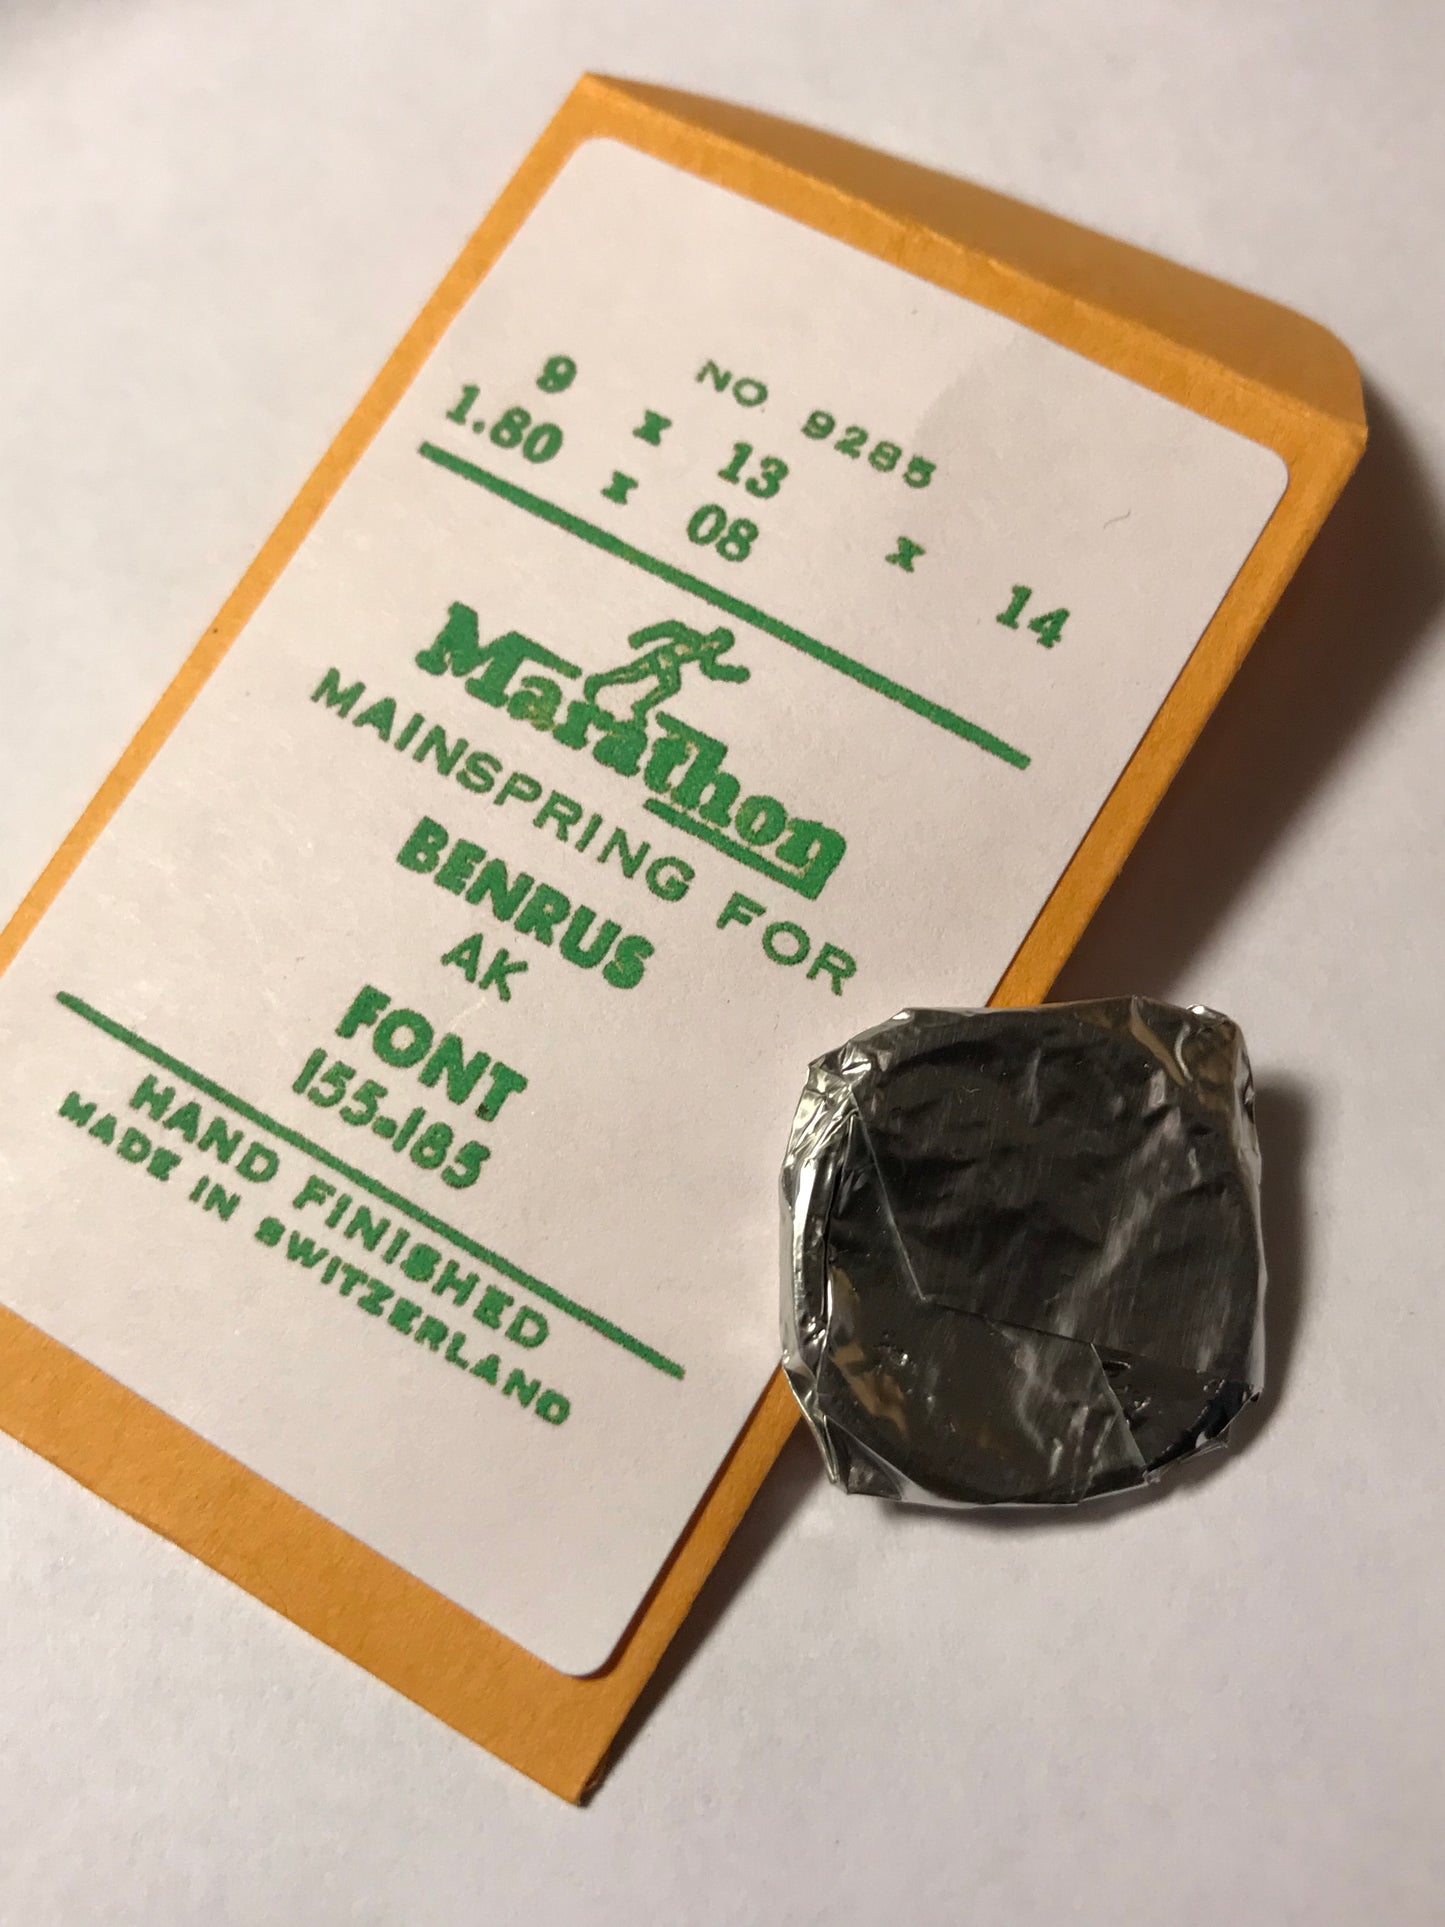 NO 9285
9 x 13 x 14
1.80 x 08
Marathon
MAINSPRING FOR
BENRUS
AK
FONT
155-185
HAND FINISHED
MADE IN SWITZERLAND